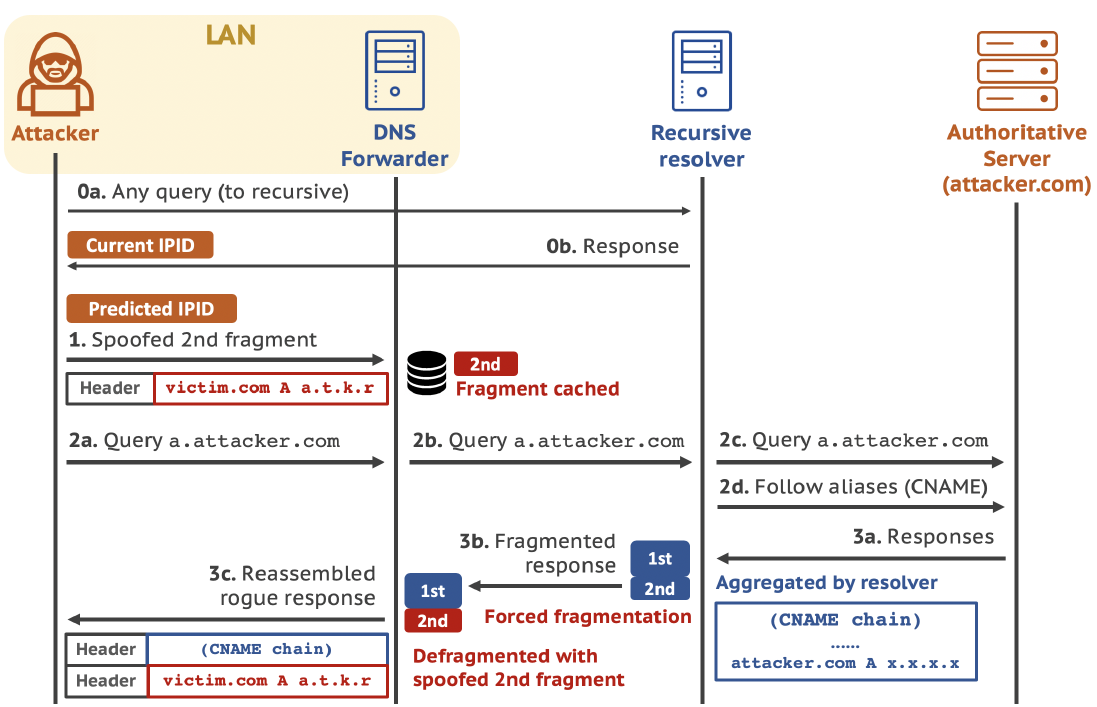 LAN
Attacker
DNS
Forwarder
Recursive
resolver
Authoritative
Server
(attacker.com)
0a. Any query (to recursive)
Current IPID
0b. Response
Predicted IPID
1. Spoofed 2nd fragment
Header
victim.com A a.t.k.r
2nd
Fragment cached
2a. Query a.attacker.com
2b. Query a.attacker.com
2c. Query a.attacker.com
2d. Follow aliases (CNAME)
3a. Responses
3b. Fragmented
response
1st
2nd
Forced fragmentation
Aggregated by resolver
(CNAME chain)
......
attacker.com A x.x.x.x
3c. Reassembled
rogue response
1st
2nd
Defragmented with
spoofed 2nd fragment
Header
(CNAME chain)
Header
victim.com A a.t.k.r